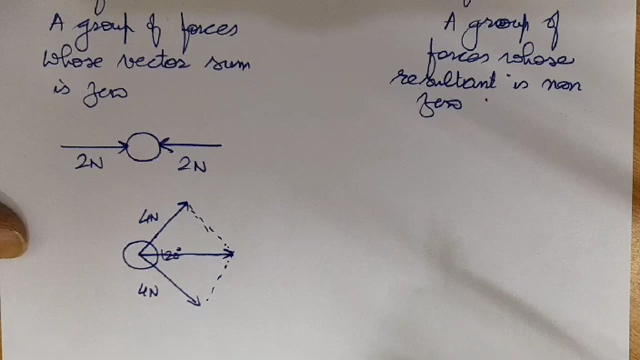 A group of forces
whose vector sum
is zero
A group of
forces whose
resultant is non
zero.
2N
2N
4N
120°
4N